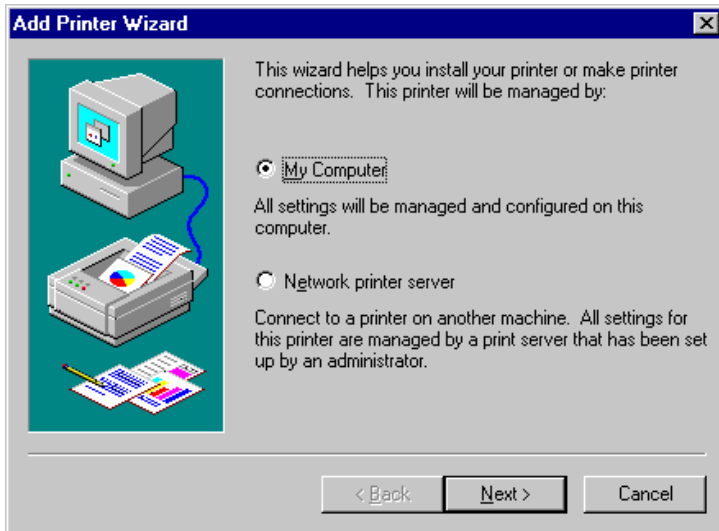 Add Printer Wizard
This wizard helps you install your printer or make printer
connections.  This printer will be managed by:
My Computer
All settings will be managed and configured on this
computer.
Network printer server
Connect to a printer on another machine.  All settings for
this printer are managed by a print server that has been set
up by an administrator.
< Back
Next >
Cancel